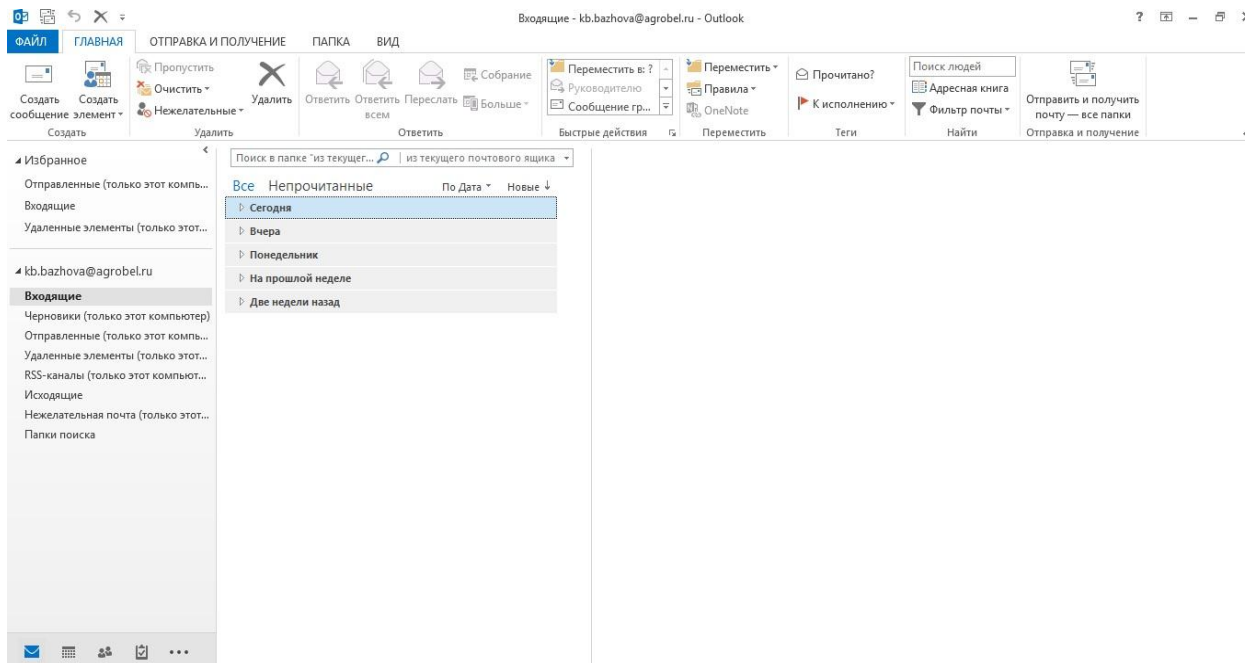 Входящие - kb.bazhova@agrobel.ru - Outlook
ФАЙЛ ГЛАВНАЯ ОТПРАВКА И ПОЛУЧЕНИЕ ПАПКА ВИД
Создать сообщение
Создать элемент
Создать
Пропустить
Очистить
Нежелательные
Удалить
Удалить
Ответить
Ответить всем
Переслать
Собрание
Больше
Ответить
Переместить в: ?
Руководителю
Сообщение гр...
Быстрые действия
Переместить
Правила
OneNote
Переместить
Прочитано?
К исполнению
Теги
Поиск людей
Адресная книга
Фильтр почты
Найти
Отправить и получить
почту — все папки
Отправка и получение
Избранное
Отправленные (только этот компь...
Входящие
Удаленные элементы (только этот...
kb.bazhova@agrobel.ru
Входящие
Черновики (только этот компьютер)
Отправленные (только этот компь...
Удаленные элементы (только этот...
RSS-каналы (только этот компьют...
Исходящие
Нежелательная почта (только этот...
Папки поиска
Поиск в папке "из текущег... из текущего почтового ящика
Все Непрочитанные По Дата Новые ↓
Сегодня
Вчера
Понедельник
На прошлой неделе
Две недели назад